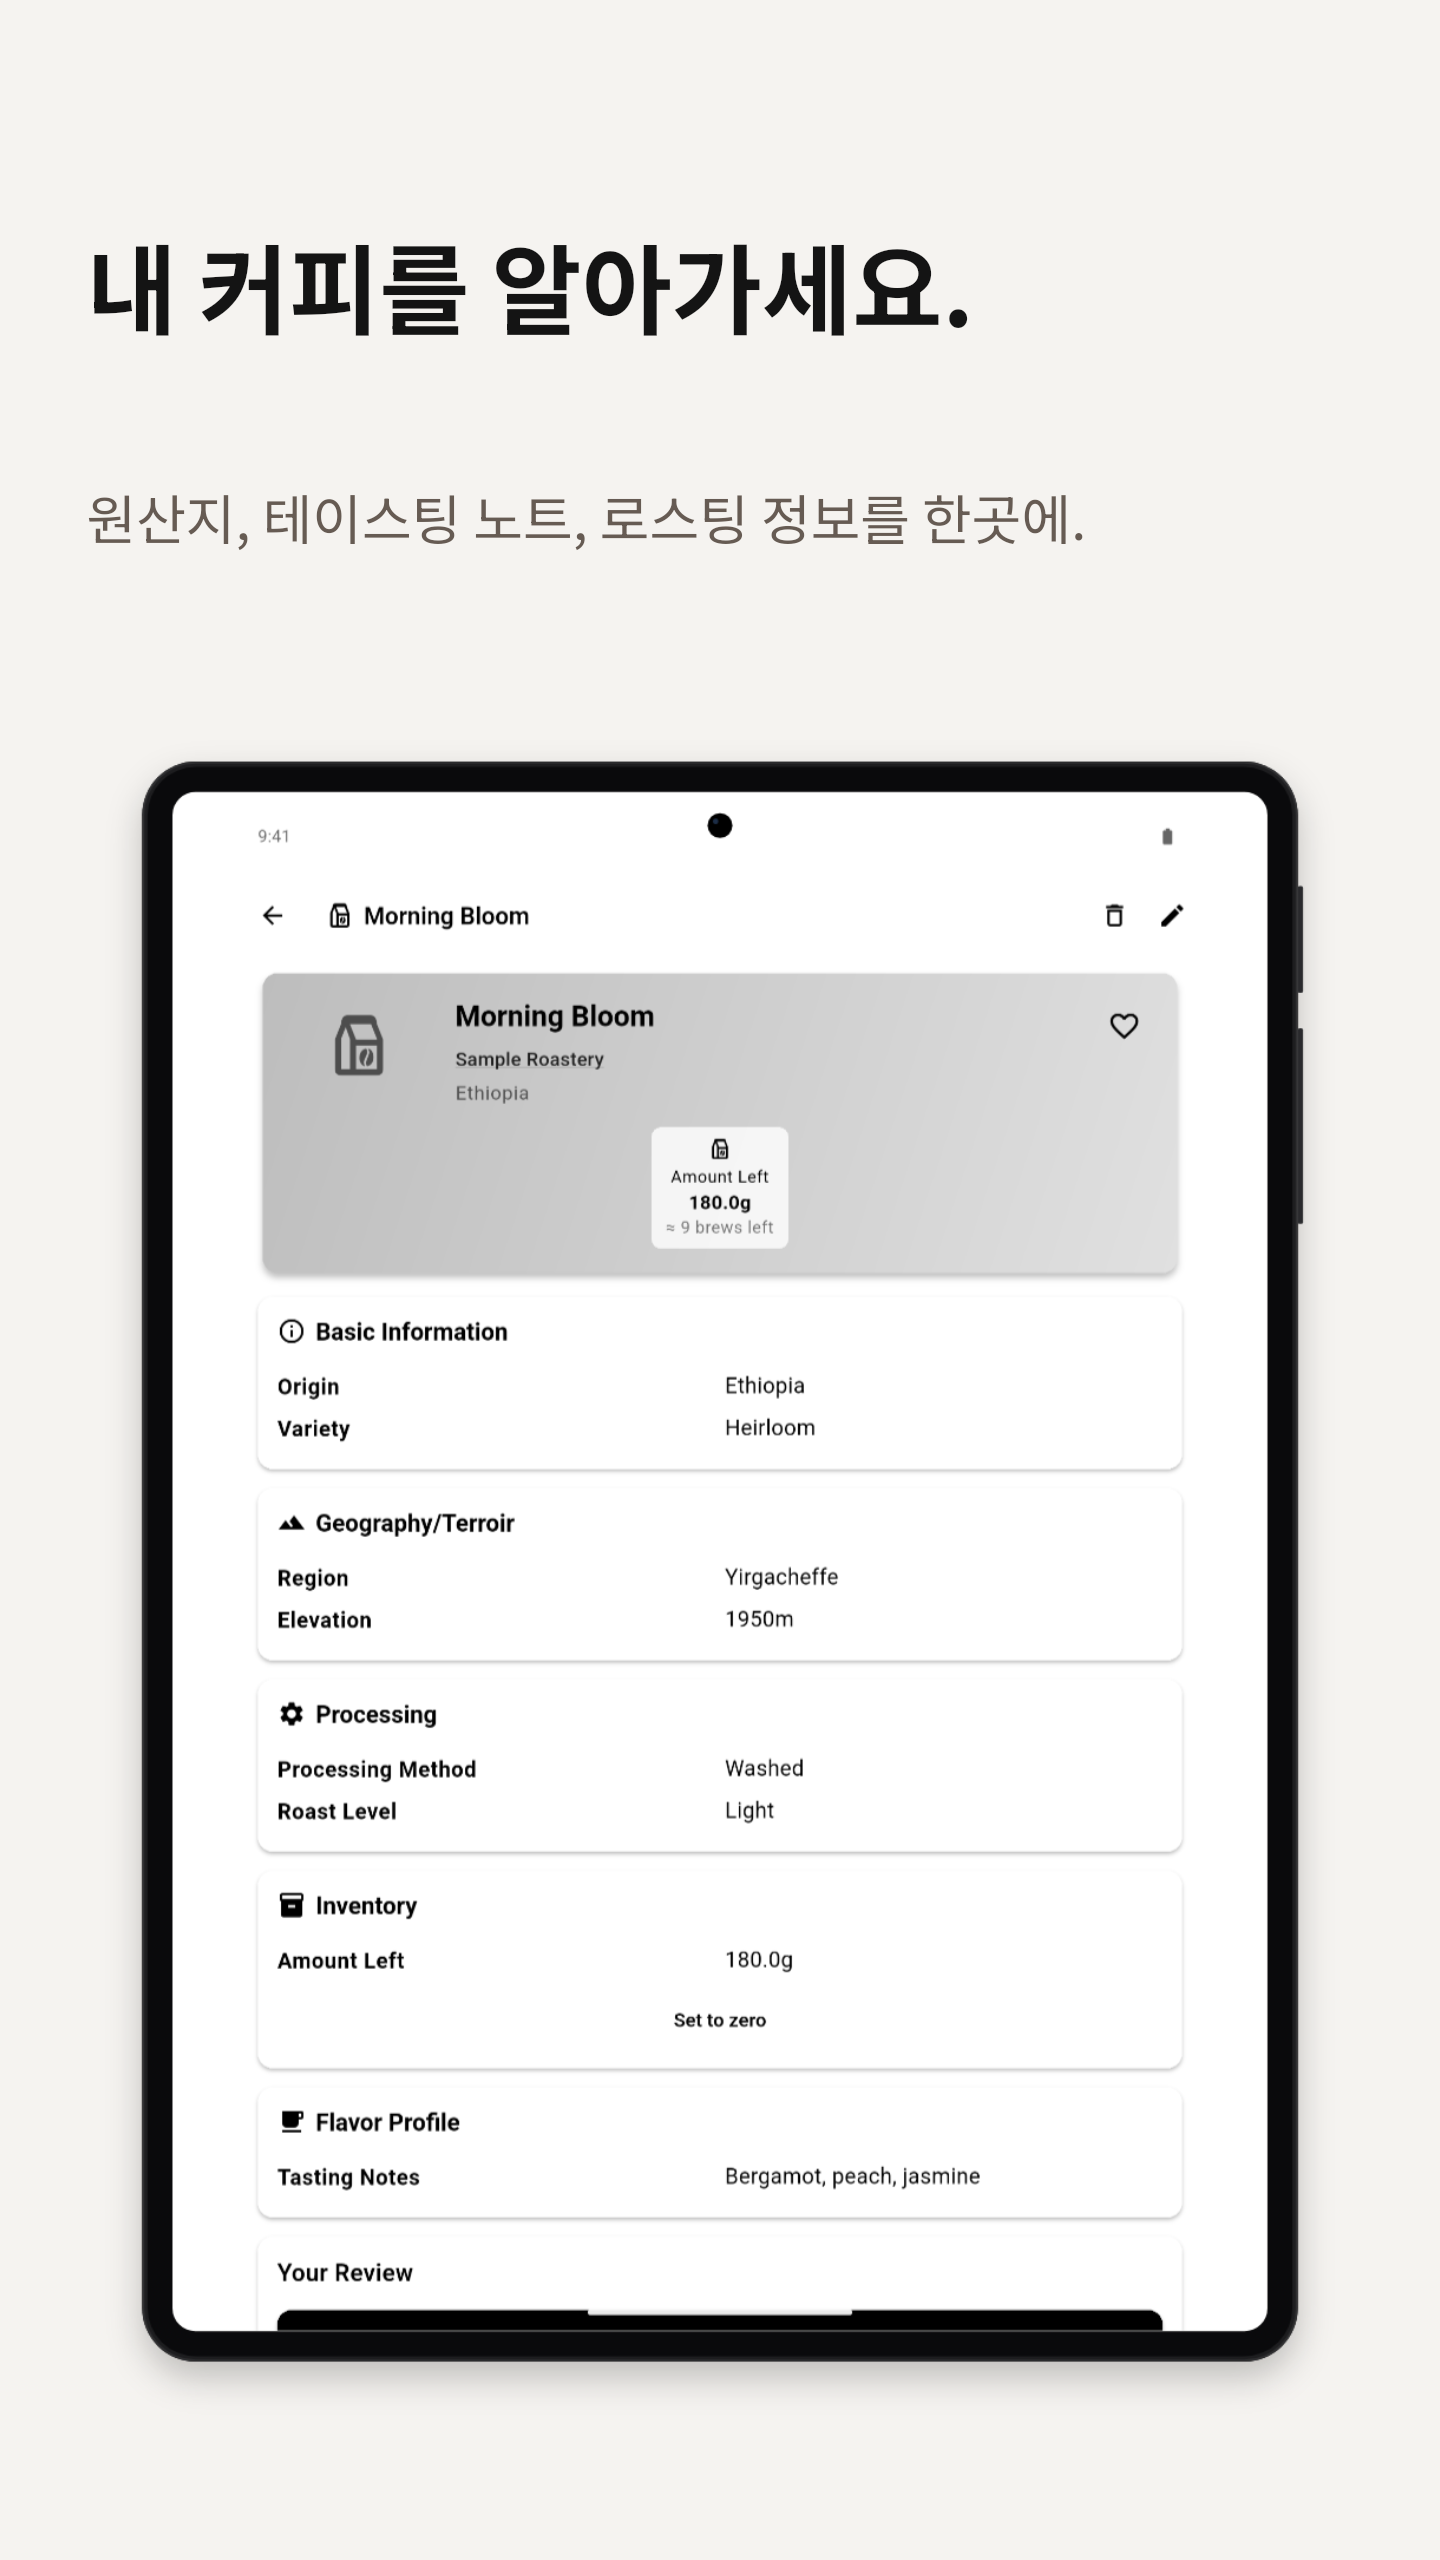 내 커피를 알아가세요.
원산지, 테이스팅 노트, 로스팅 정보를 한곳에.
9:41
Morning Bloom
Morning Bloom
Sample Roastery
Ethiopia
Amount Left
180.0g
≈ 9 brews left
Basic Information
Origin Ethiopia
Variety Heirloom
Geography/Terroir
Region Yirgacheffe
Elevation 1950m
Processing
Processing Method Washed
Roast Level Light
Inventory
Amount Left 180.0g
Set to zero
Flavor Profile
Tasting Notes Bergamot, peach, jasmine
Your Review